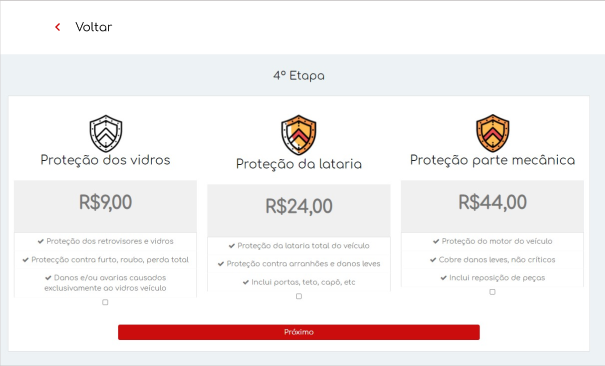 Voltar
4º Etapa
Proteção dos vidros
R$9,00
Proteção dos retrovisores e vidros
Protecção contra furto, roubo, perda total
Danos e/ou avarias causados
exclusivamente ao vidros veículo
Proteção da lataria
R$24,00
Proteção da lataria total do veículo
Proteção contra arranhões e danos leves
Inclui portas, teto, capô, etc
Proteção parte mecânica
R$44,00
Proteção do motor do veículo
Cobre danos leves, não críticos
Inclui reposição de peças
Próximo